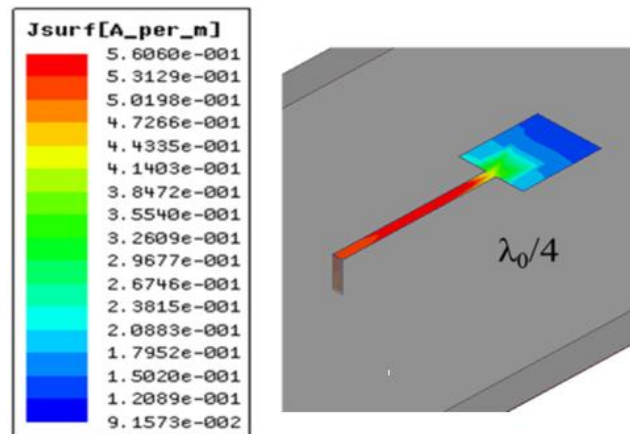 Jsurf[A_per_m]
5.6060e-001
5.3129e-001
5.0198e-001
4.7266e-001
4.4335e-001
4.1403e-001
3.8472e-001
3.5540e-001
3.2609e-001
2.9677e-001
2.6746e-001
2.3815e-001
2.0883e-001
1.7952e-001
1.5020e-001
1.2089e-001
9.1573e-002
λ₀/4